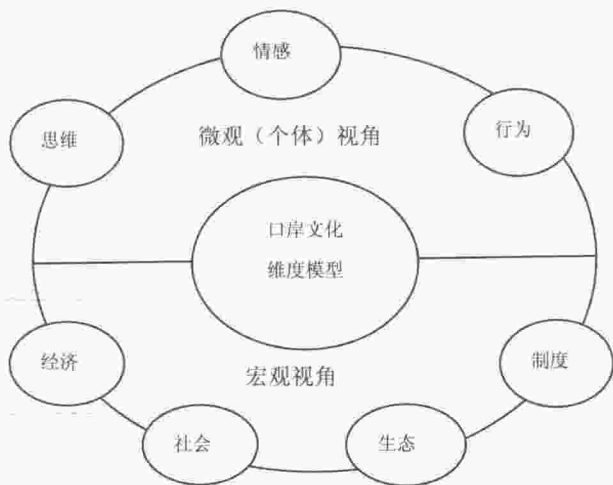 情感
思维
微观（个体）视角
行为
口岸文化
维度模型
经济
宏观视角
制度
社会
生态